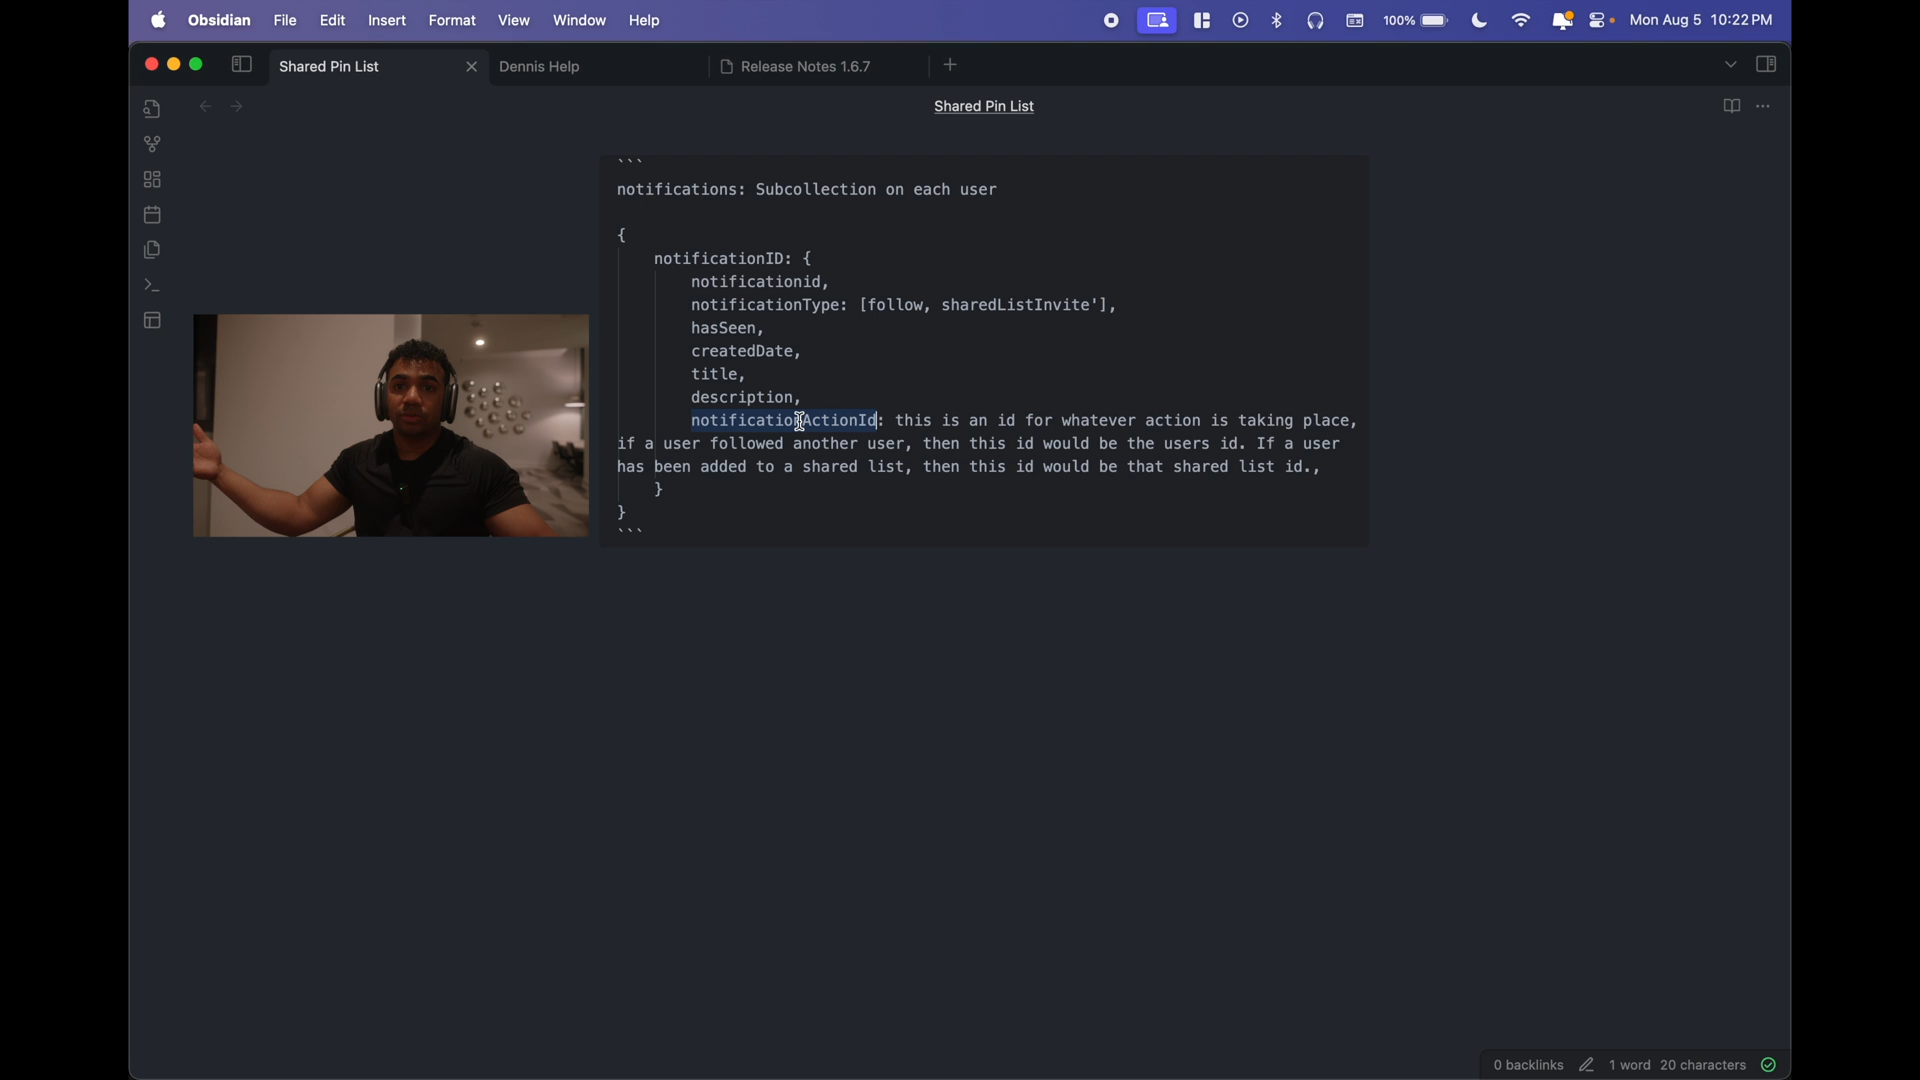 Obsidian File Edit Insert Format View Window Help 100% Mon Aug 5 10:22 PM
Shared Pin List Dennis Help Release Notes 1.6.7
Shared Pin List
```
notifications: Subcollection on each user
{
notificationID: {
notificationid,
notificationType: [follow, sharedListInvite'],
hasSeen,
createdDate,
title,
description,
notificationActionId: this is an id for whatever action is taking place,
if a user followed another user, then this id would be the users id. If a user
has been added to a shared list, then this id would be that shared list id.,
}
}
```
0 backlinks 1 word 20 characters